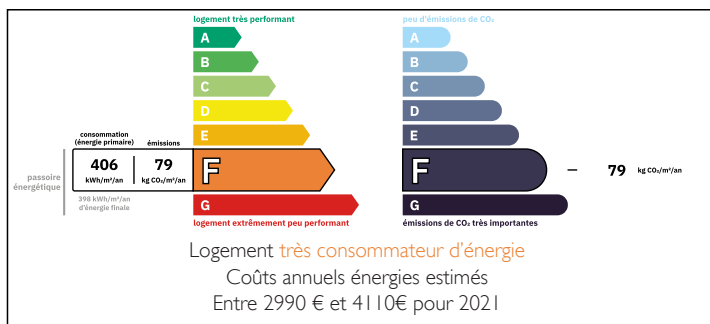 logement très performant
A
B
C
D
E
consommation
(énergie primaire)
émissions
passoire
énergétique
406
kWh/m²/an
79
kg CO₂/m²/an
F
398 kWh/m²/an
d'énergie finale
G
logement extrêmement peu performant
peu d'émissions de CO₂
A
B
C
D
E
F
79 kg CO₂/m²/an
G
émissions de CO₂ très importantes
Logement très consommateur d'énergie
Coûts annuels énergies estimés
Entre 2990 € et 4110€ pour 2021